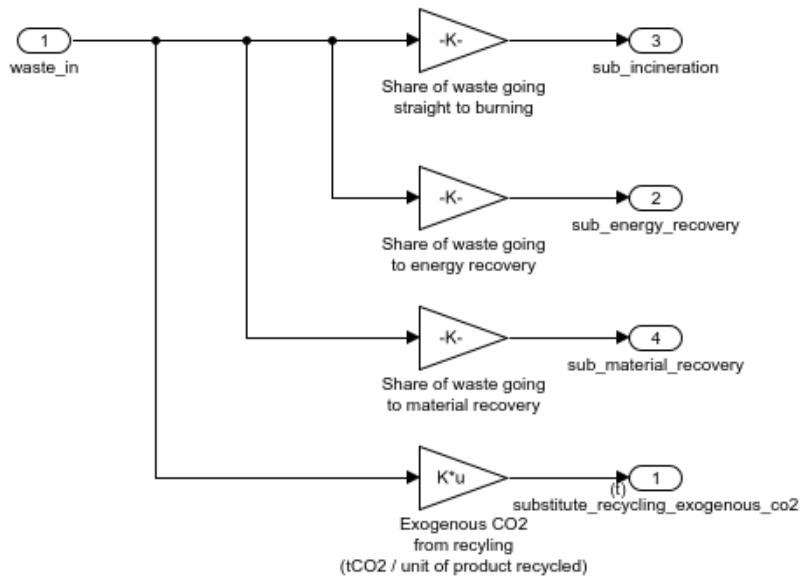 1
waste_in
-K-
Share of waste going
straight to burning
3
sub_incineration
-K-
Share of waste going
to energy recovery
2
sub_energy_recovery
-K-
Share of waste going
to material recovery
4
sub_material_recovery
K*u
Exogenous CO2
from recyling
(tCO2 / unit of product recycled)
(t)
1
substitute_recycling_exogenous_co2